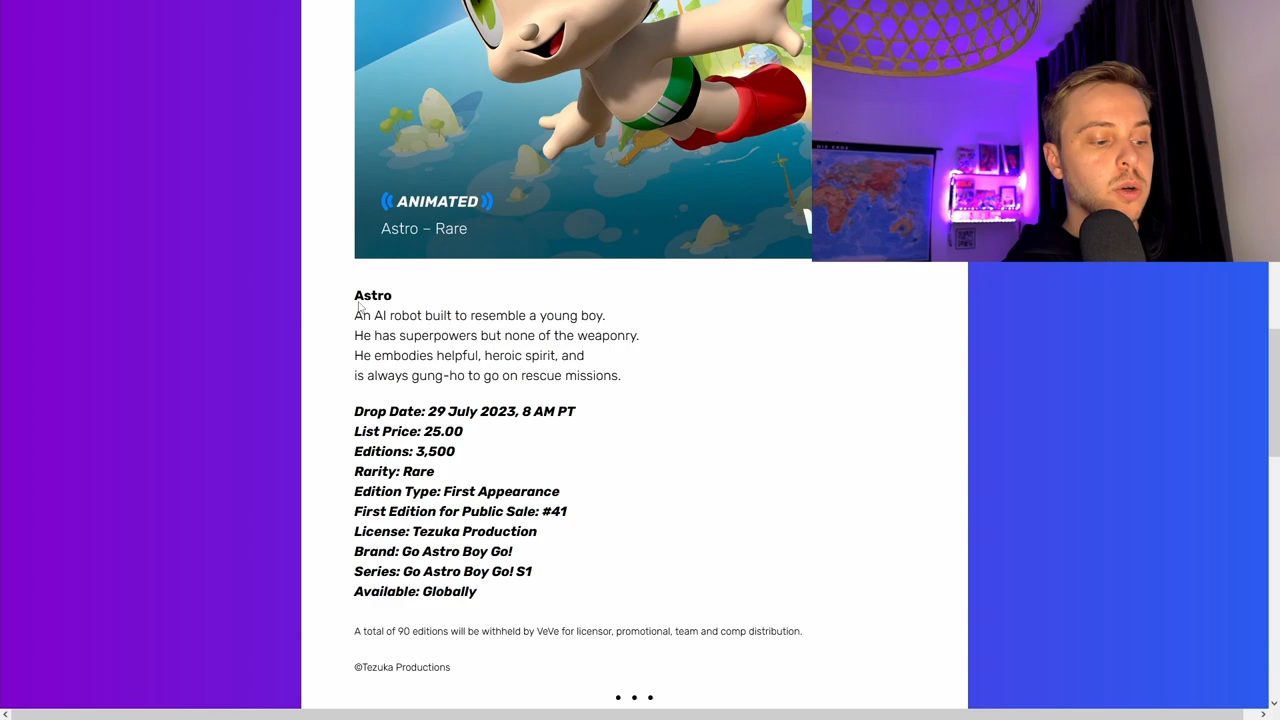 ANIMATED
Astro – Rare
Astro
An AI robot built to resemble a young boy.
He has superpowers but none of the weaponry.
He embodies helpful, heroic spirit, and
is always gung-ho to go on rescue missions.
Drop Date: 29 July 2023, 8 AM PT
List Price: 25.00
Editions: 3,500
Rarity: Rare
Edition Type: First Appearance
First Edition for Public Sale: #41
License: Tezuka Production
Brand: Go Astro Boy Go!
Series: Go Astro Boy Go! S1
Available: Globally
A total of 90 editions will be withheld by VeVe for licensor, promotional, team and comp distribution.
©Tezuka Productions